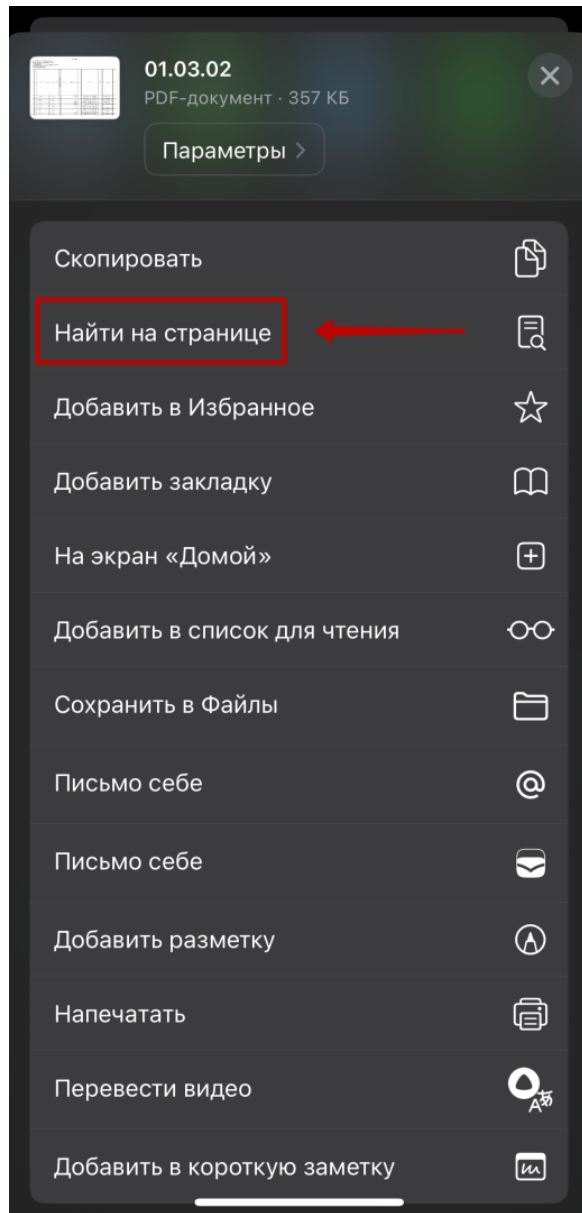 01.03.02
PDF-документ · 357 КБ
Параметры
Скопировать
Найти на странице
Добавить в Избранное
Добавить закладку
На экран «Домой»
Добавить в список для чтения
Сохранить в Файлы
Письмо себе
Письмо себе
Добавить разметку
Напечатать
Перевести видео
Добавить в короткую заметку